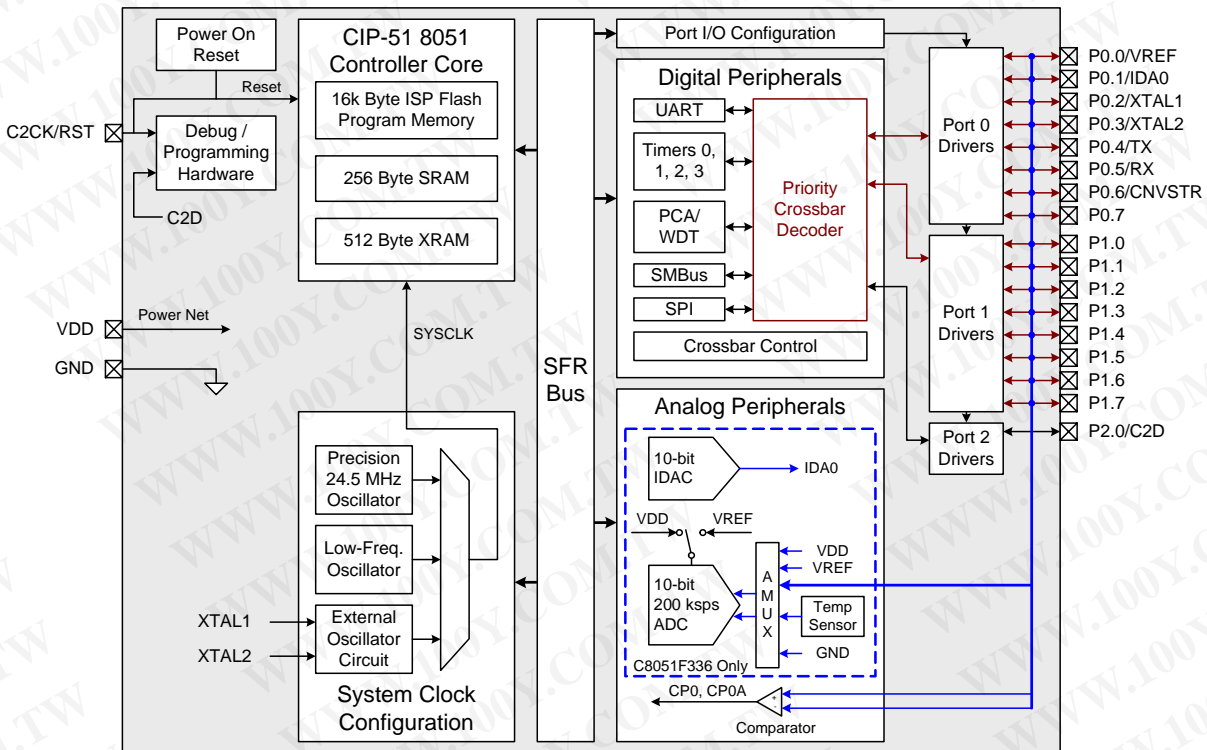 Power On
Reset
Reset
C2CK/RST
Debug /
Programming
Hardware
C2D
VDD
Power Net
GND
CIP-51 8051
Controller Core
16k Byte ISP Flash
Program Memory
256 Byte SRAM
512 Byte XRAM
SYSCLK
Precision
24.5 MHz
Oscillator
Low-Freq.
Oscillator
External
Oscillator
Circuit
XTAL1
XTAL2
System Clock
Configuration
SFR
Bus
Port I/O Configuration
Digital Peripherals
UART
Timers 0,
1, 2, 3
PCA/
WDT
SMBus
SPI
Priority
Crossbar
Decoder
Crossbar Control
Analog Peripherals
10-bit
IDAC
IDA0
VDD
VREF
10-bit
200 ksps
ADC
A
M
U
X
VDD
VREF
Temp
Sensor
GND
C8051F336 Only
CP0, CP0A
+
-
Comparator
Port 0
Drivers
Port 1
Drivers
Port 2
Drivers
P0.0/VREF
P0.1/IDA0
P0.2/XTAL1
P0.3/XTAL2
P0.4/TX
P0.5/RX
P0.6/CNVSTR
P0.7
P1.0
P1.1
P1.2
P1.3
P1.4
P1.5
P1.6
P1.7
P2.0/C2D
WWW.100Y.COM.TW